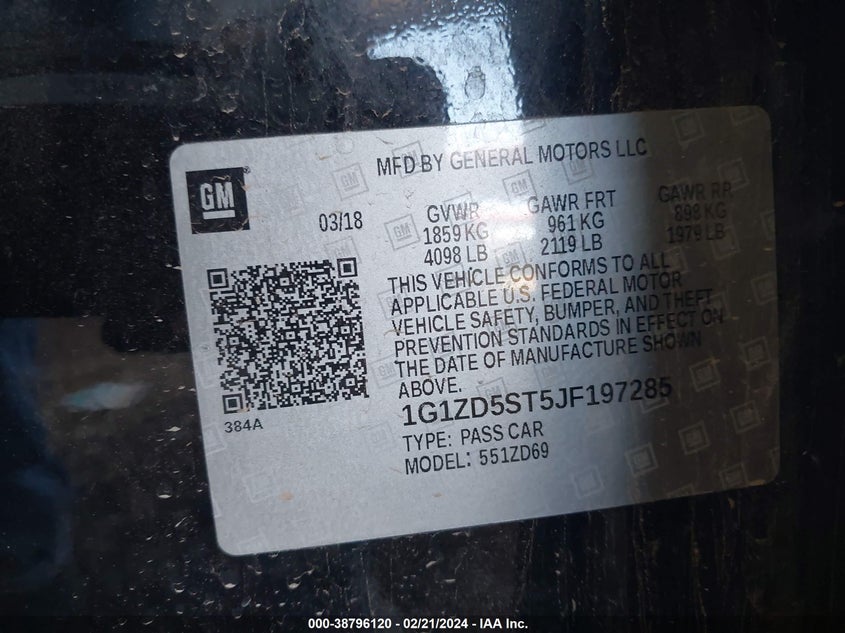 MFD BY GENERAL MOTORS LLC
GM
03/18
GVWR GAWR FRT GAWR RR
1859 KG 961 KG 898 KG
4098 LB 2119 LB 1979 LB
THIS VEHICLE CONFORMS TO ALL
APPLICABLE U.S. FEDERAL MOTOR
VEHICLE SAFETY, BUMPER, AND THEFT
PREVENTION STANDARDS IN EFFECT ON
THE DATE OF MANUFACTURE SHOWN
ABOVE.
384A
1G1ZD5ST5JF197285
TYPE: PASS CAR
MODEL: 551ZD69
000-38796120 — 02/21/2024 — IAA Inc.